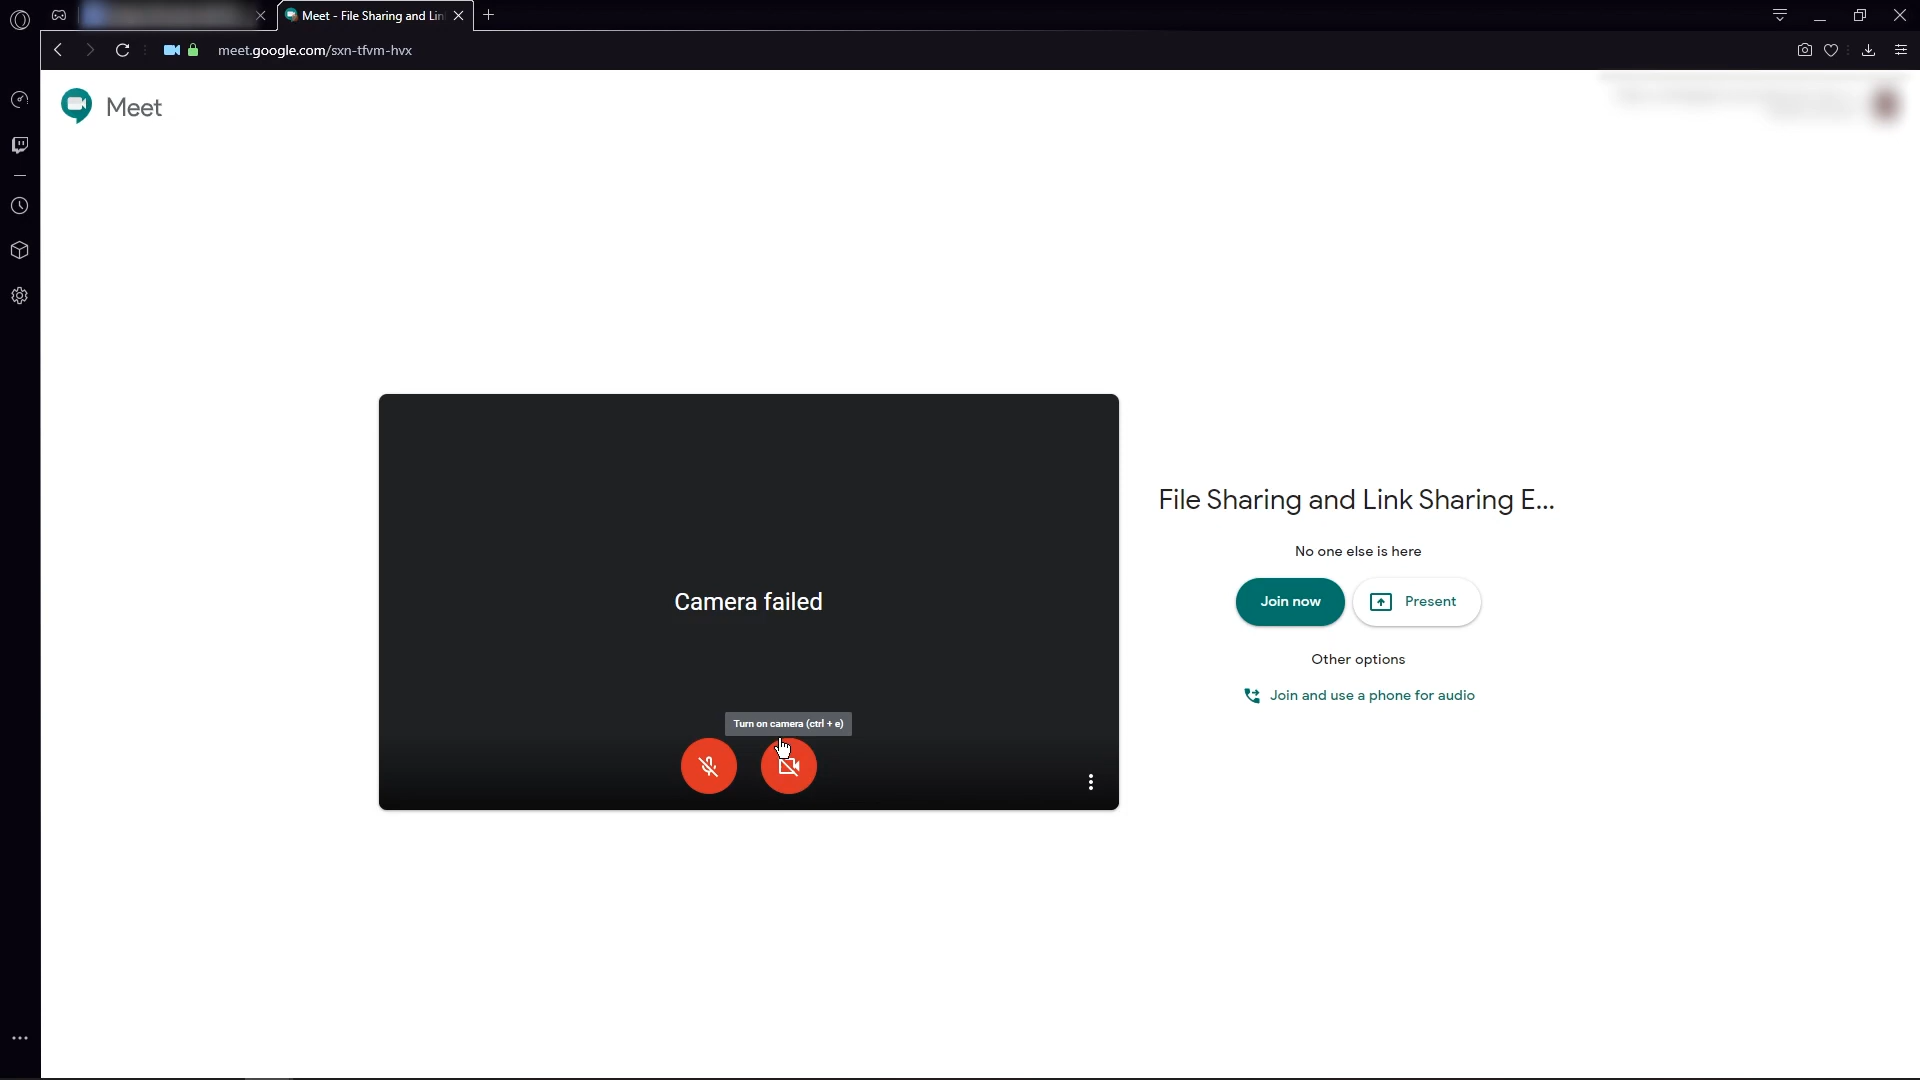 Meet - File Sharing and Lin
meet.google.com/sxn-tfvm-hvx
Meet
Camera failed
Turn on camera (ctrl + e)
File Sharing and Link Sharing E...
No one else is here
Join now
Present
Other options
Join and use a phone for audio